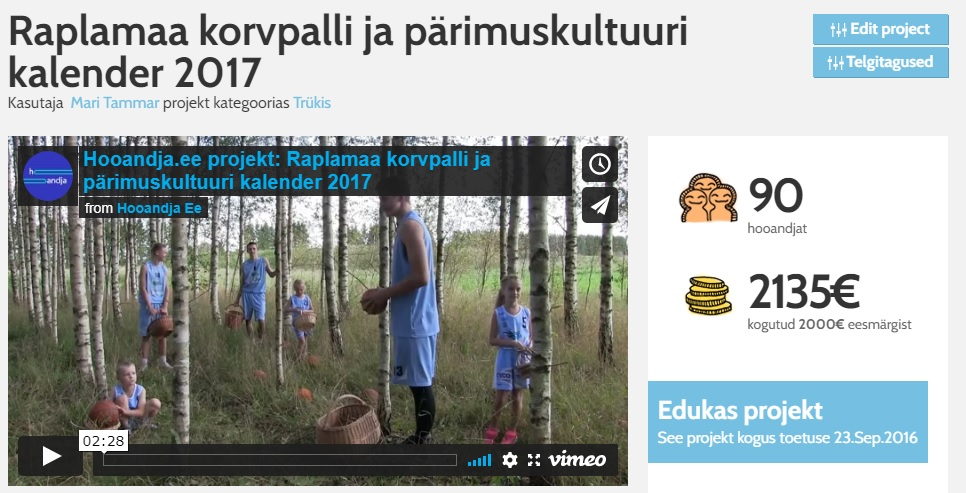 Raplamaa korvpalli ja pärimuskultuuri
kalender 2017
Kasutaja Mari Tammar projekt kategoorias Trükis
Edit project
Telgitagused
h
andja
Hooandja.ee projekt: Raplamaa korvpalli ja
pärimuskultuuri kalender 2017
from Hooandja Ee
90
hooandjat
2135€
kogutud 2000€ eesmärgist
Edukas projekt
See projekt kogus toetuse 23.Sep.2016
02:28
vimeo